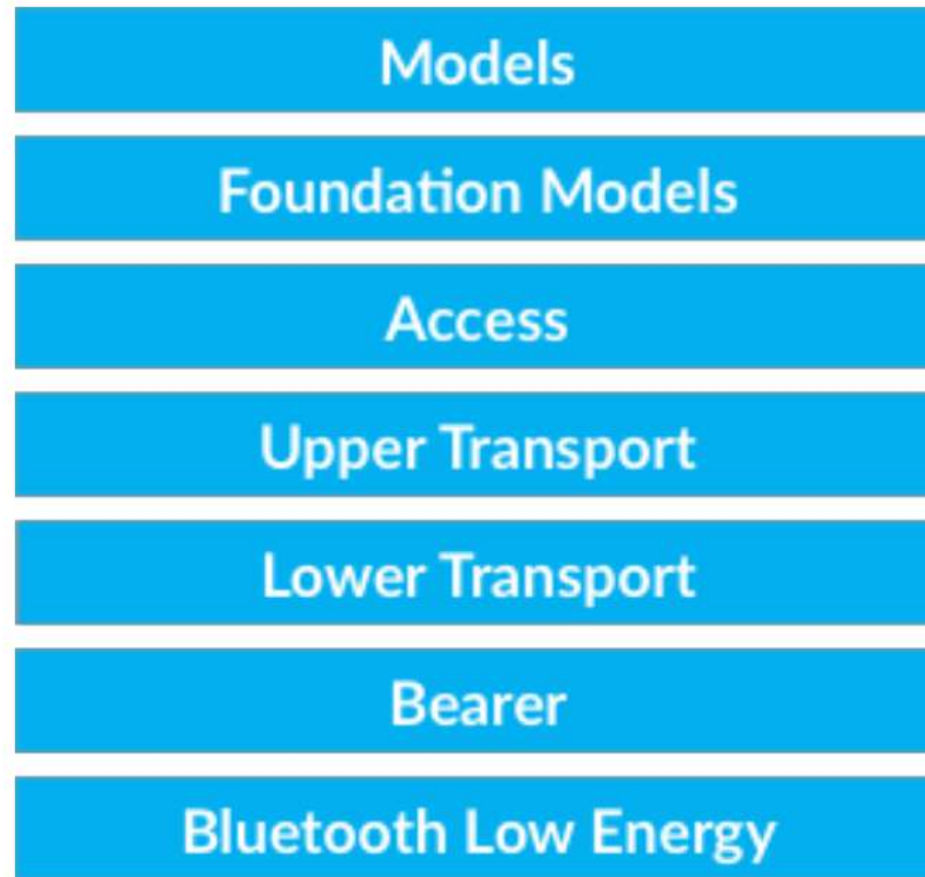 Models
Foundation Models
Access
Upper Transport
Lower Transport
Bearer
Bluetooth Low Energy